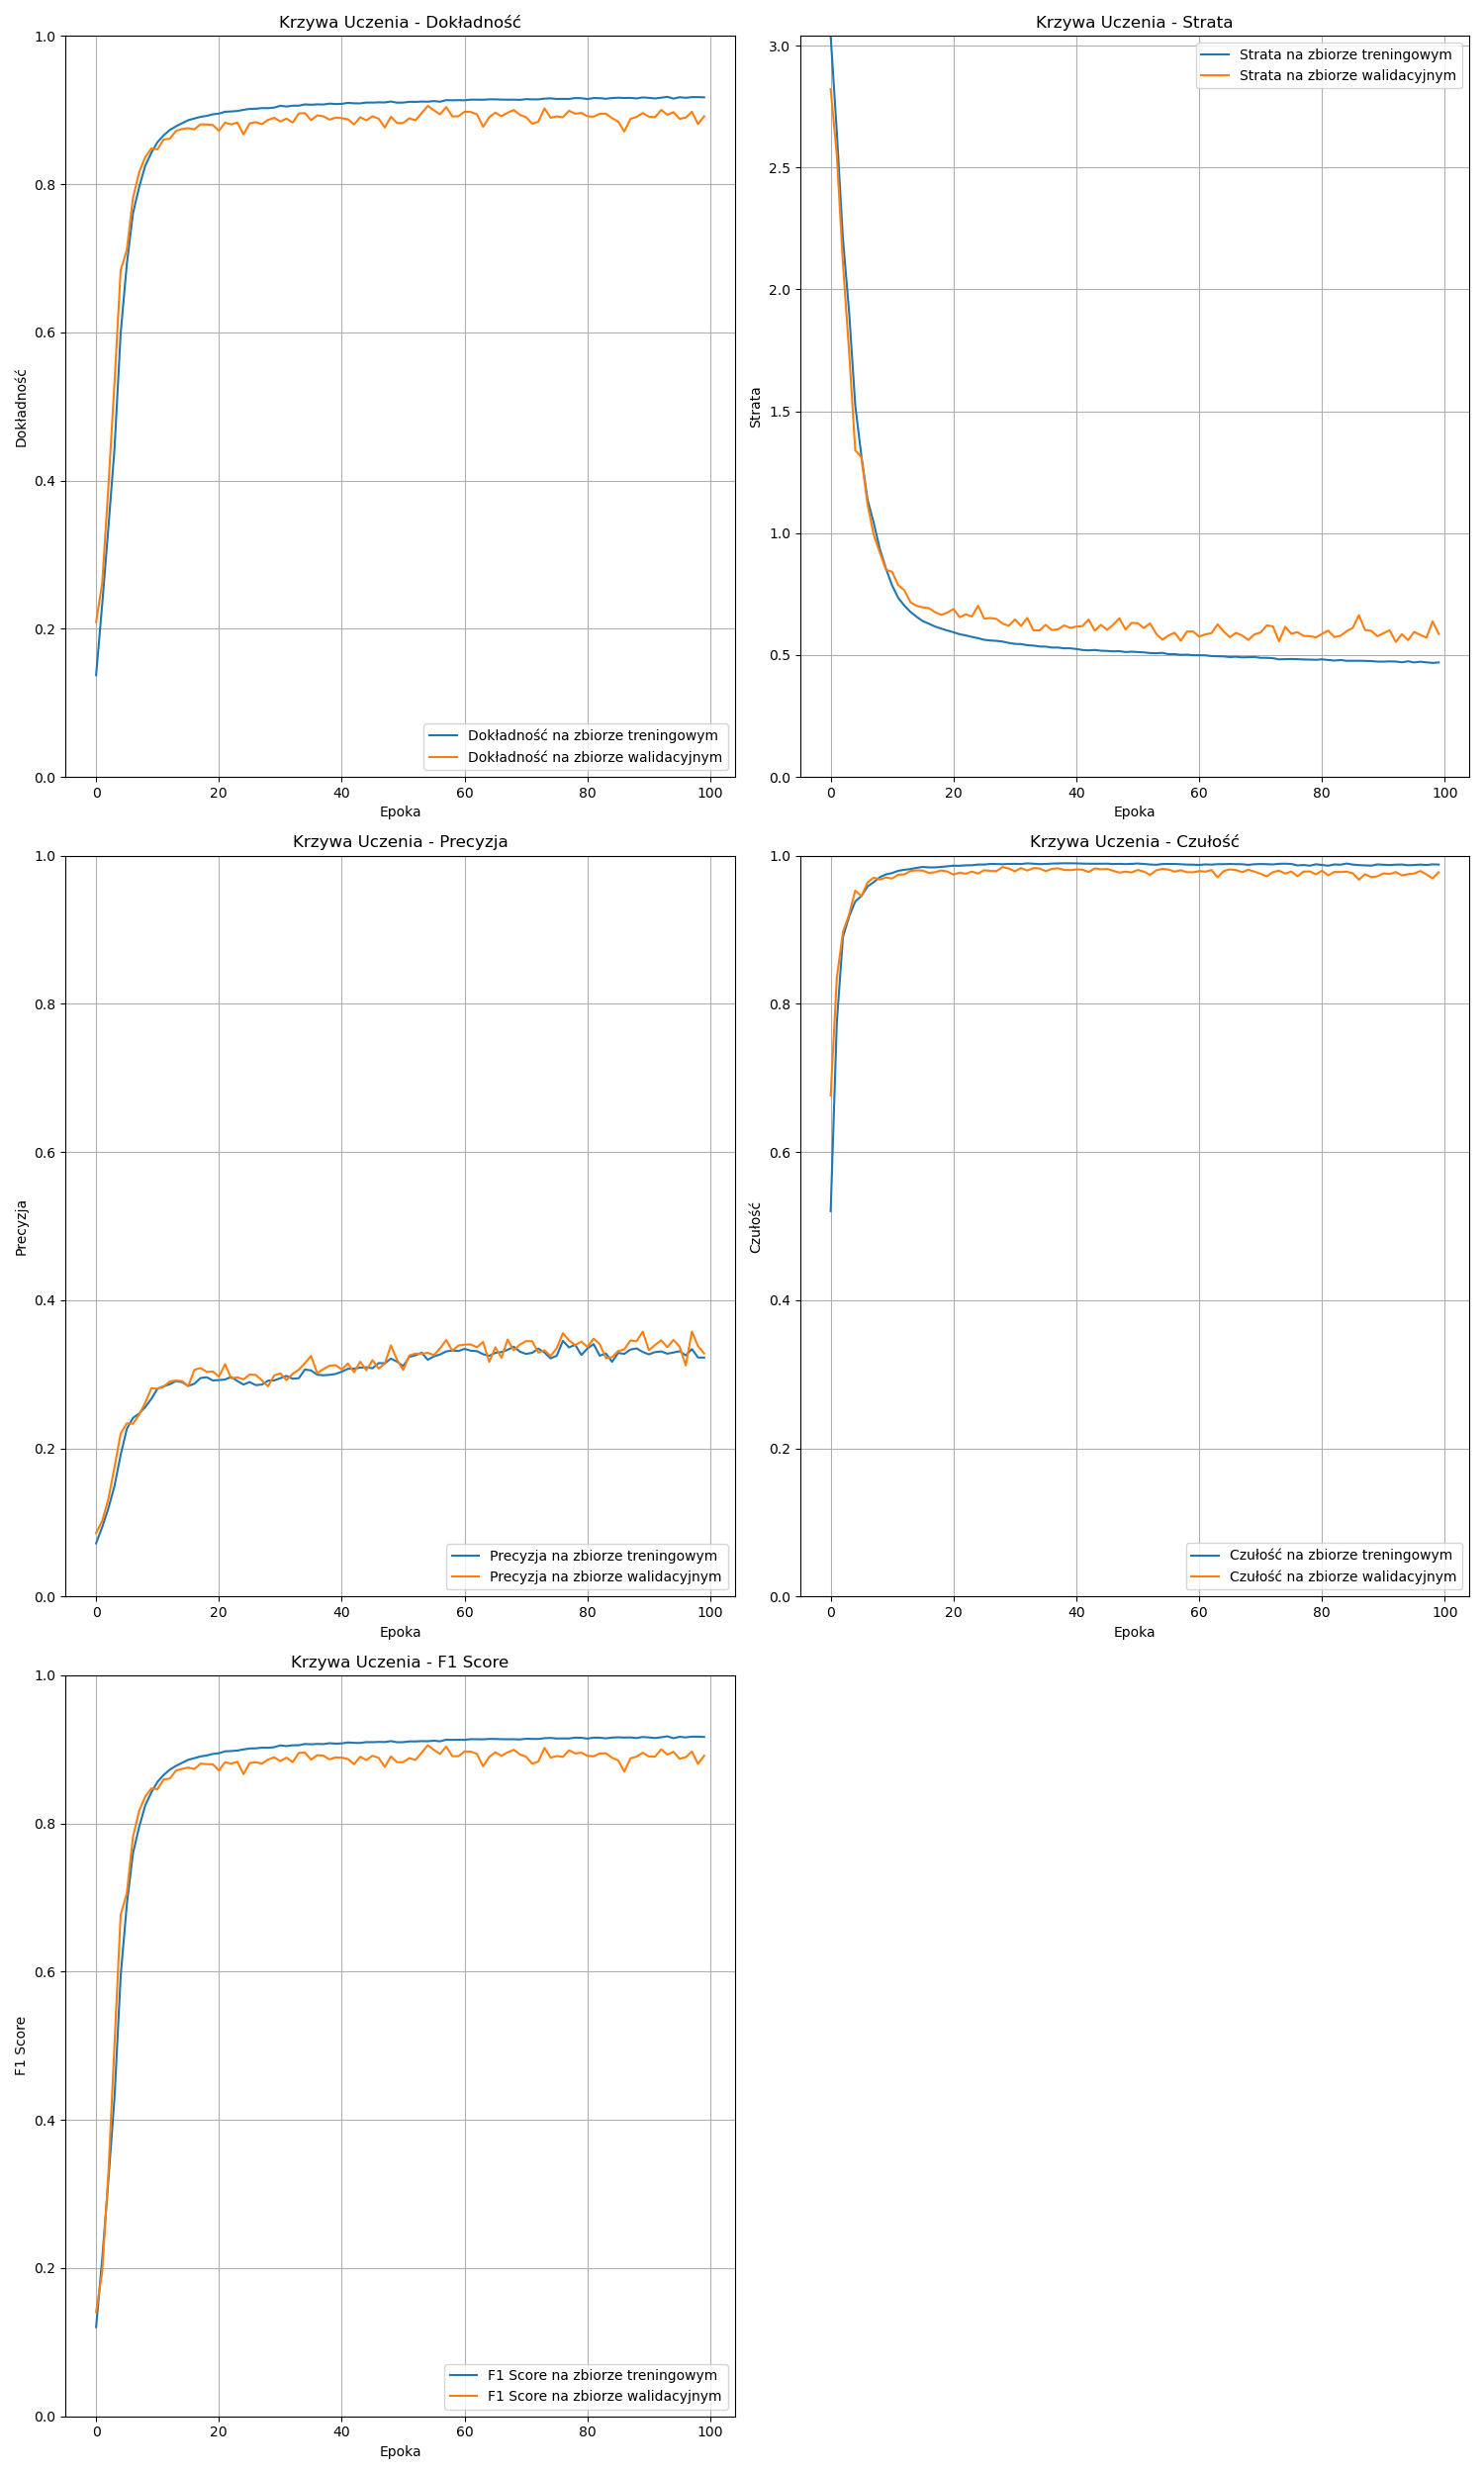 Krzywa Uczenia - Dokładność
1.0
0.8
0.6
0.4
0.2
0.0
Dokładność
0 20 40 60 80 100
Epoka
Dokładność na zbiorze treningowym
Dokładność na zbiorze walidacyjnym
Krzywa Uczenia - Strata
3.0
2.5
2.0
1.5
1.0
0.5
0.0
Strata
0 20 40 60 80 100
Epoka
Strata na zbiorze treningowym
Strata na zbiorze walidacyjnym
Krzywa Uczenia - Precyzja
1.0
0.8
0.6
0.4
0.2
0.0
Precyzja
0 20 40 60 80 100
Epoka
Precyzja na zbiorze treningowym
Precyzja na zbiorze walidacyjnym
Krzywa Uczenia - Czułość
1.0
0.8
0.6
0.4
0.2
0.0
Czułość
0 20 40 60 80 100
Epoka
Czułość na zbiorze treningowym
Czułość na zbiorze walidacyjnym
Krzywa Uczenia - F1 Score
1.0
0.8
0.6
0.4
0.2
0.0
F1 Score
0 20 40 60 80 100
Epoka
F1 Score na zbiorze treningowym
F1 Score na zbiorze walidacyjnym